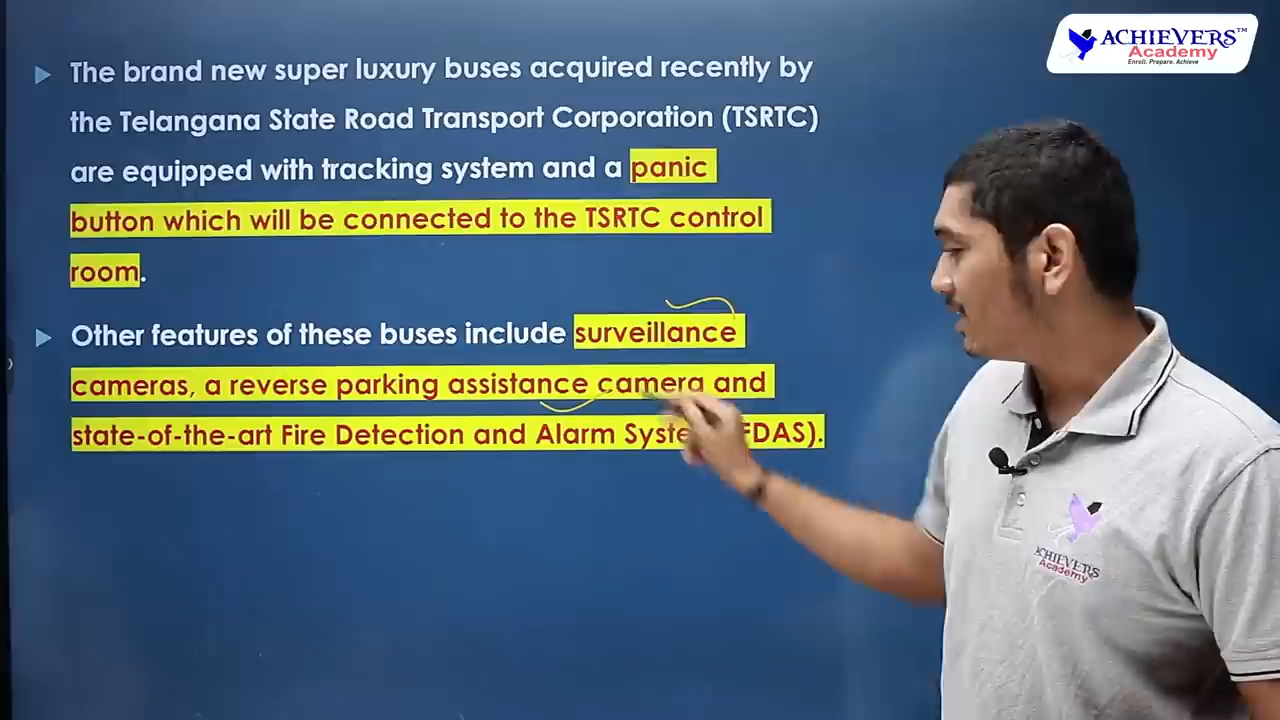 ACHIEVERS™
Academy
Enroll. Prepare. Achieve
The brand new super luxury buses acquired recently by
the Telangana State Road Transport Corporation (TSRTC)
are equipped with tracking system and a panic
button which will be connected to the TSRTC control
room.
Other features of these buses include surveillance
cameras, a reverse parking assistance camera and
state-of-the-art Fire Detection and Alarm Syste FDAS).
ACHIEVERS
Academy